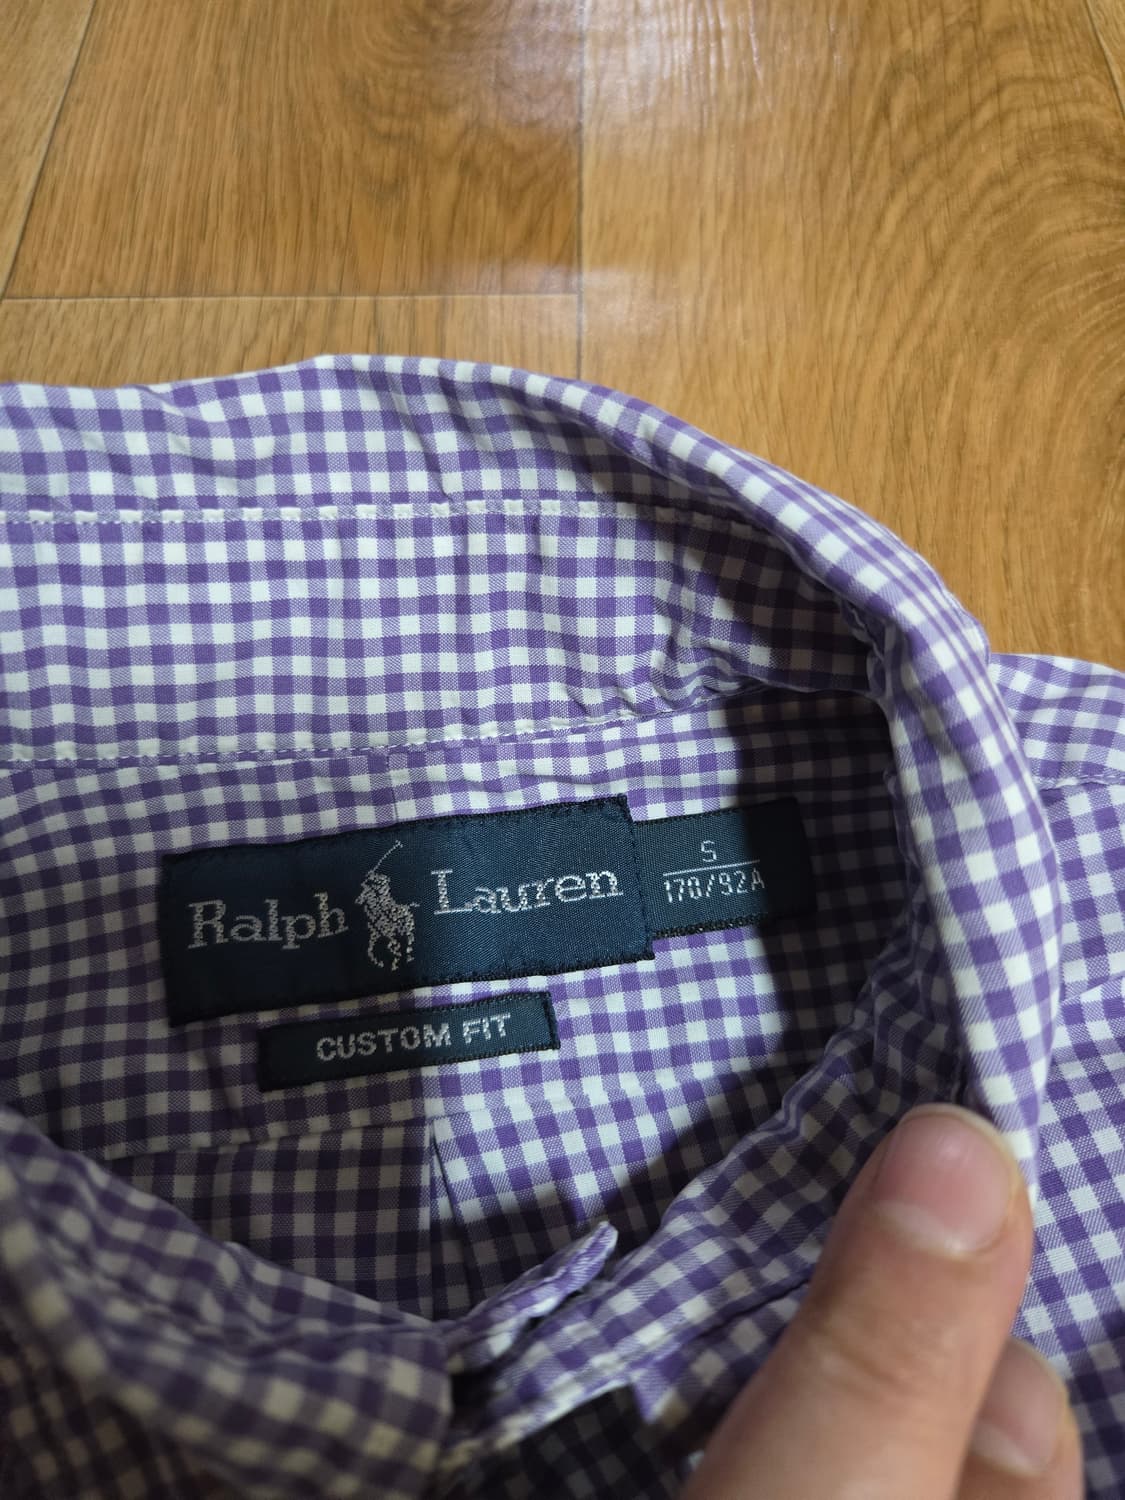 Ralph Lauren
S
170/92A
CUSTOM FIT